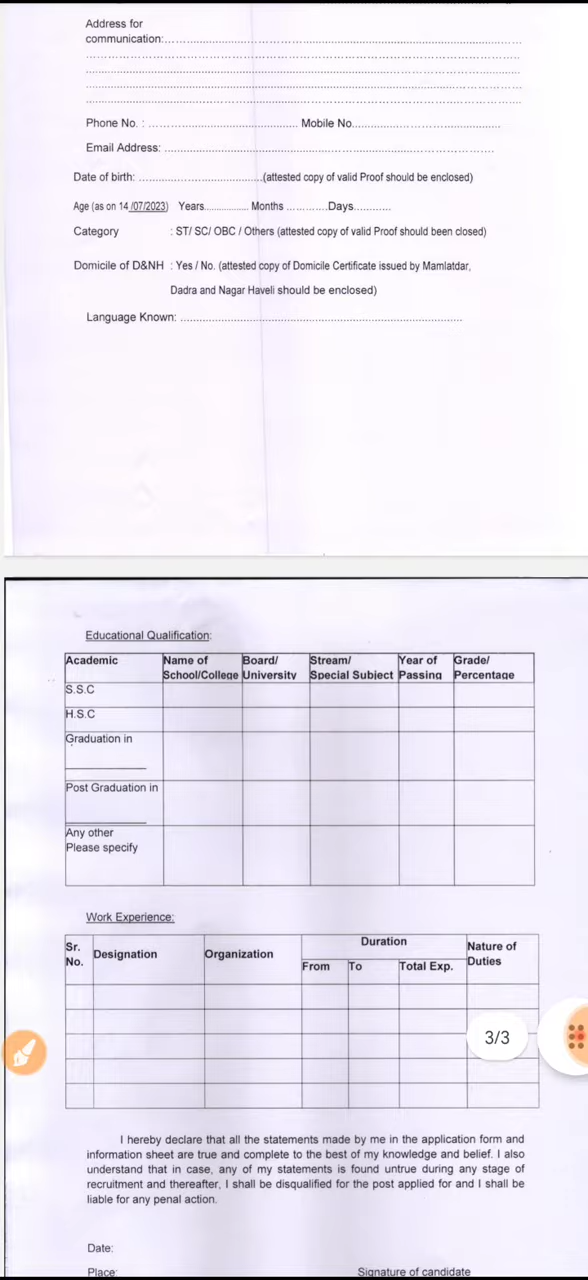 Address for
communication:
Phone No. : Mobile No
Email Address:
Date of birth: (attested copy of valid Proof should be enclosed)
Age (as on 14 /07/2023) Years Months Days
Category : ST/ SC/ OBC / Others (attested copy of valid Proof should been closed)
Domicile of D&NH : Yes / No. (attested copy of Domicile Certificate issued by Mamlatdar,
Dadra and Nagar Haveli should be enclosed)
Language Known:
Educational Qualification:
Academic Name of Board/ Stream/ Year of Grade/
School/College University Special Subject Passing Percentage
S.S.C
H.S.C
Graduation in
Post Graduation in
Any other
Please specify
Work Experience:
Sr. No. Designation Organization Duration Nature of Duties
From To Total Exp.
3/3
I hereby declare that all the statements made by me in the application form and
information sheet are true and complete to the best of my knowledge and belief. I also
understand that in case, any of my statements is found untrue during any stage of
recruitment and thereafter, I shall be disqualified for the post applied for and I shall be
liable for any penal action.
Date:
Place: Signature of candidate